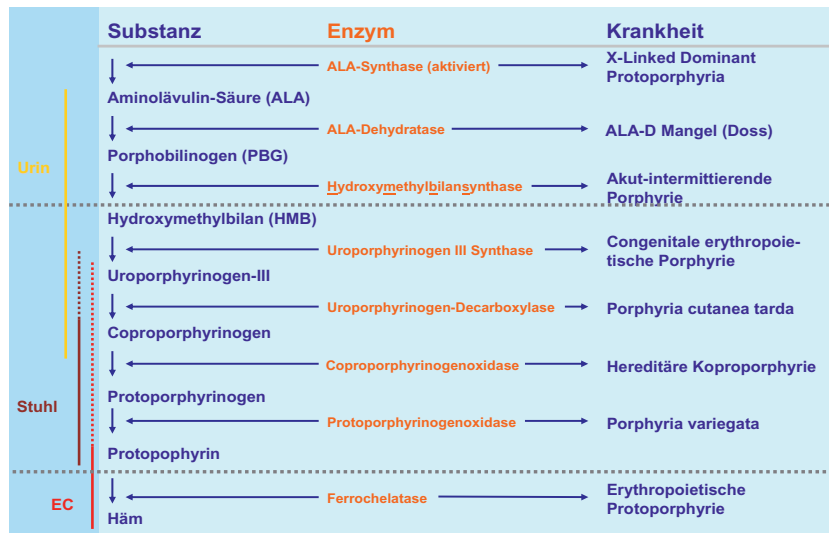 Substanz Enzym Krankheit
ALA-Synthase (aktiviert) X-Linked Dominant
Protoporphyria
Aminolävulin-Säure (ALA)
ALA-Dehydratase ALA-D Mangel (Doss)
Porphobilinogen (PBG)
Urin
Hydroxymethylbilansynthase Akut-intermittierende
Porphyrie
Hydroxymethylbilan (HMB)
Uroporphyrinogen III Synthase Congenitale erythropoie-
tische Porphyrie
Uroporphyrinogen-III
Uroporphyrinogen-Decarboxylase Porphyria cutanea tarda
Coproporphyrinogen
Coproporphyrinogenoxidase Hereditäre Koproporphyrie
Protoporphyrinogen
Stuhl
Protoporphyrinogenoxidase Porphyria variegata
Protopophyrin
EC
Ferrochelatase Erythropoietische
Protoporphyrie
Häm